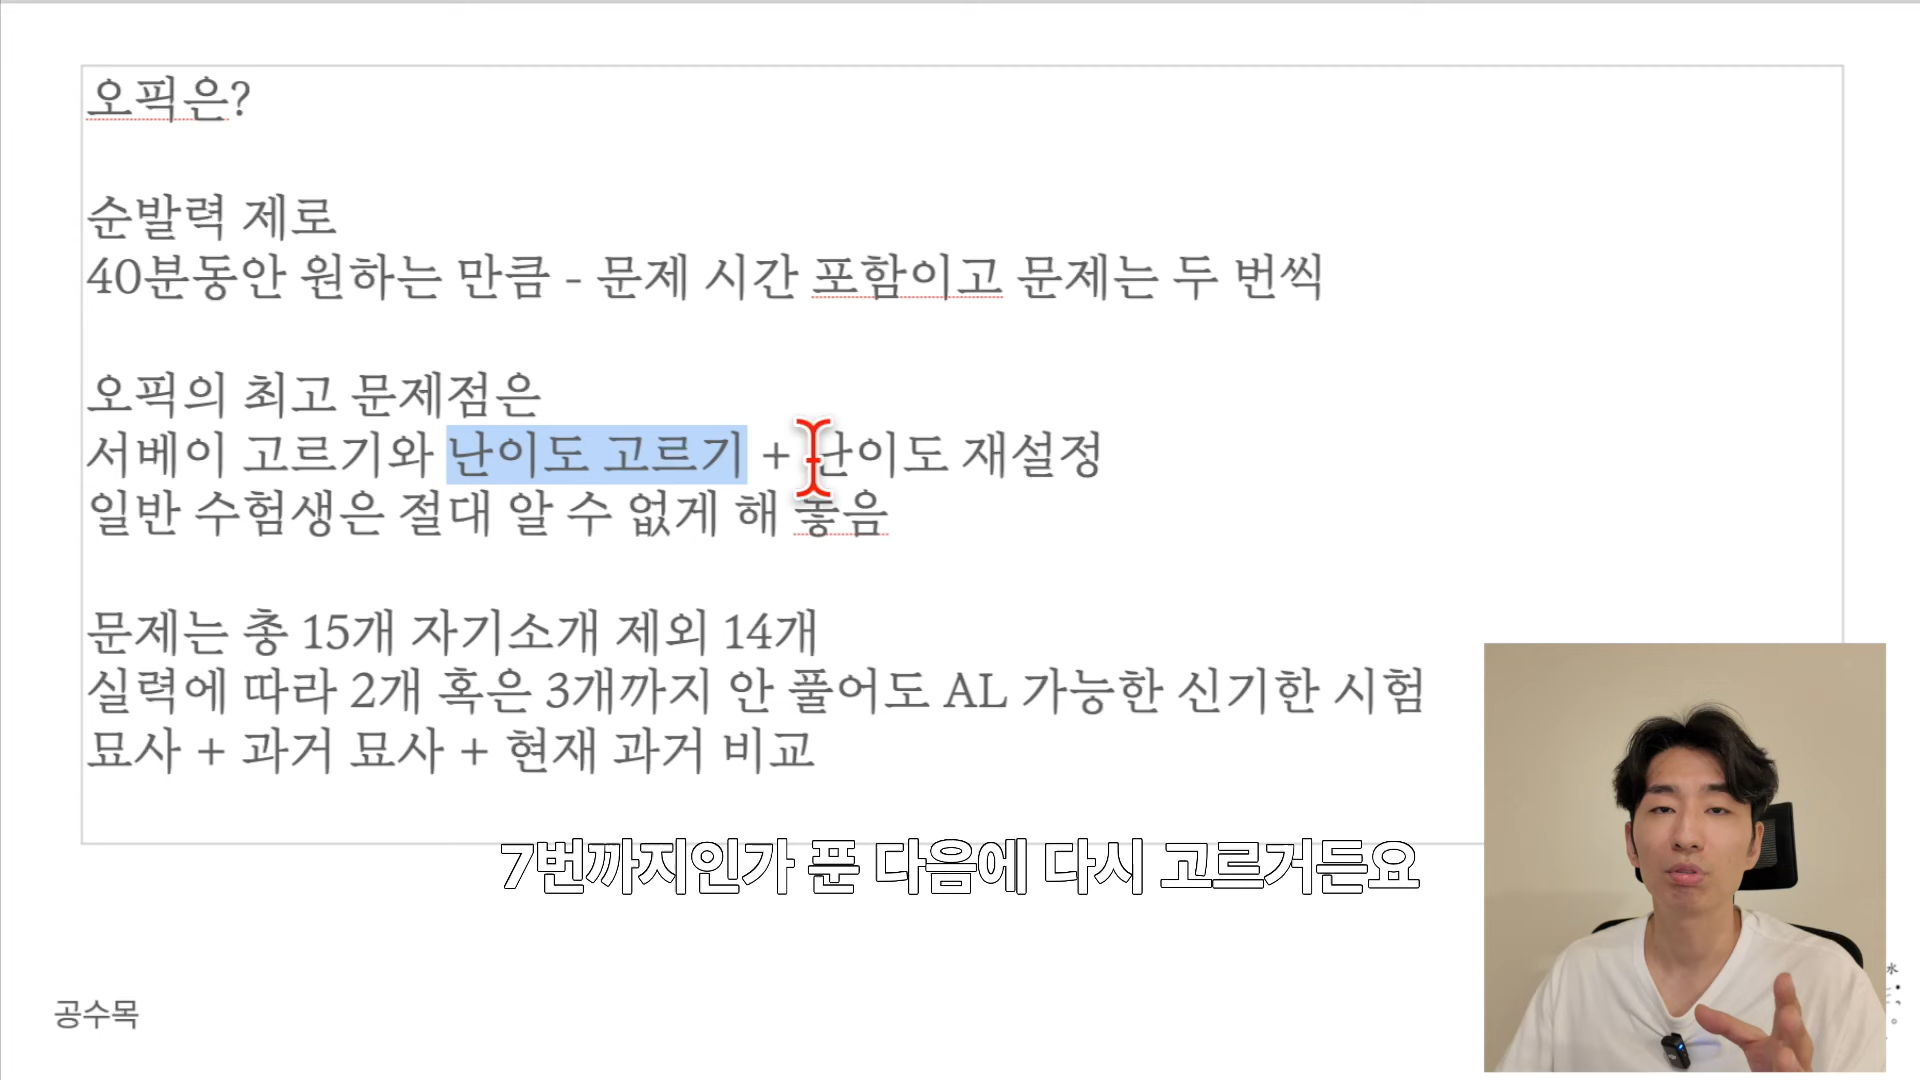 오픽은?
순발력 제로
40분동안 원하는 만큼 - 문제 시간 포함이고 문제는 두 번씩
오픽의 최고 문제점은
서베이 고르기와 난이도 고르기 + 난이도 재설정
일반 수험생은 절대 알 수 없게 해 놓음
문제는 총 15개 자기소개 제외 14개
실력에 따라 2개 혹은 3개까지 안 풀어도 AL 가능한 신기한 시험
묘사 + 과거 묘사 + 현재 과거 비교
7번까지인가 푼 다음에 다시 고르거든요
공수목
水